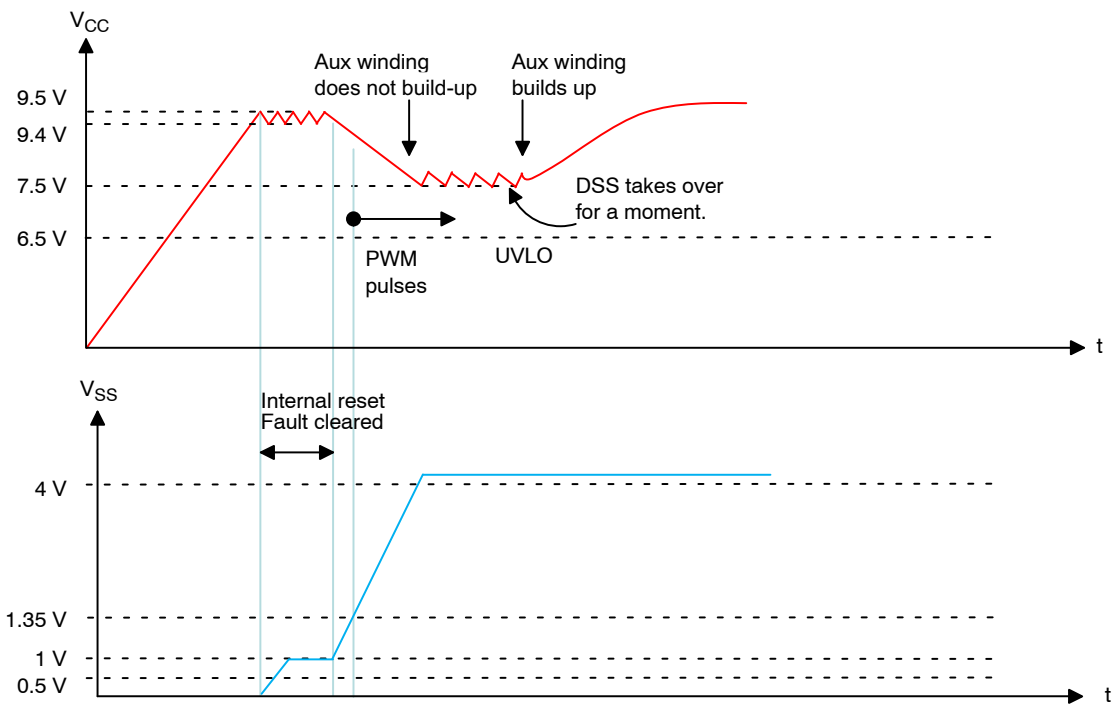 VCC
Aux winding
does not build-up
Aux winding
builds up
9.5 V
9.4 V
7.5 V
DSS takes over
for a moment.
6.5 V
PWM
pulses
UVLO
t
VSS
Internal reset
Fault cleared
4 V
1.35 V
1 V
0.5 V
t